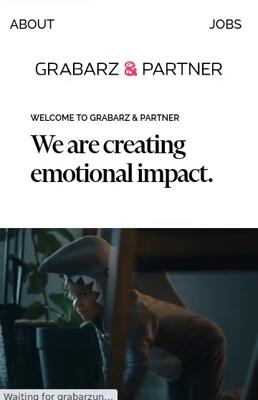 ABOUT JOBS
GRABARZ & PARTNER
WELCOME TO GRABARZ & PARTNER
We are creating
emotional impact.
Waiting for grabarzun...